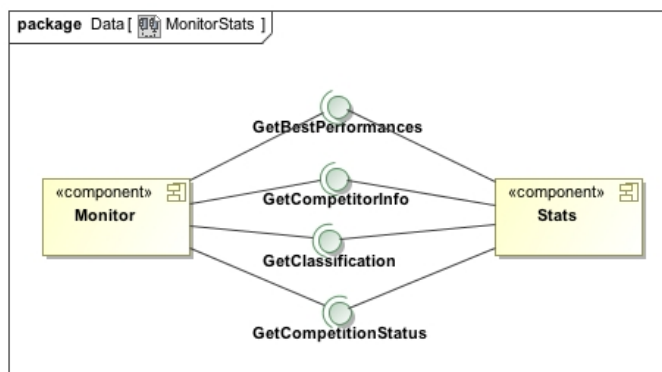 package Data [ MonitorStats ]
GetBestPerformances
«component»
Monitor
GetCompetitorInfo
«component»
Stats
GetClassification
GetCompetitionStatus